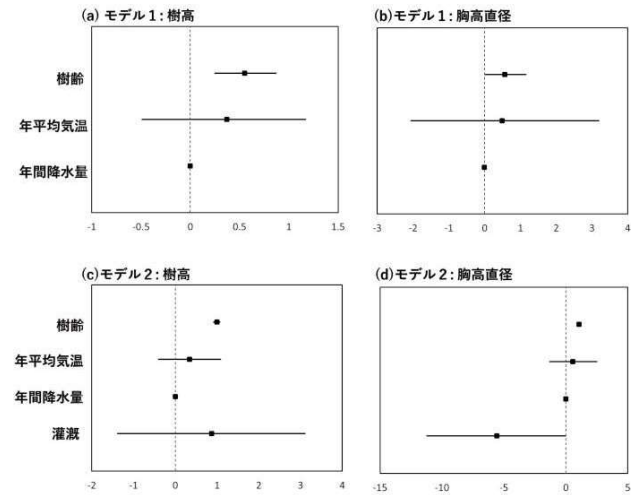 (a) モデル1: 樹高
(b)モデル1: 胸高直径
樹齢
年平均気温
年間降水量
-1 -0.5 0 0.5 1 1.5
-3 -2 -1 0 1 2 3 4
(c)モデル2: 樹高
(d)モデル2: 胸高直径
樹齢
年平均気温
年間降水量
灌漑
-2 -1 0 1 2 3 4
-15 -10 -5 0 5